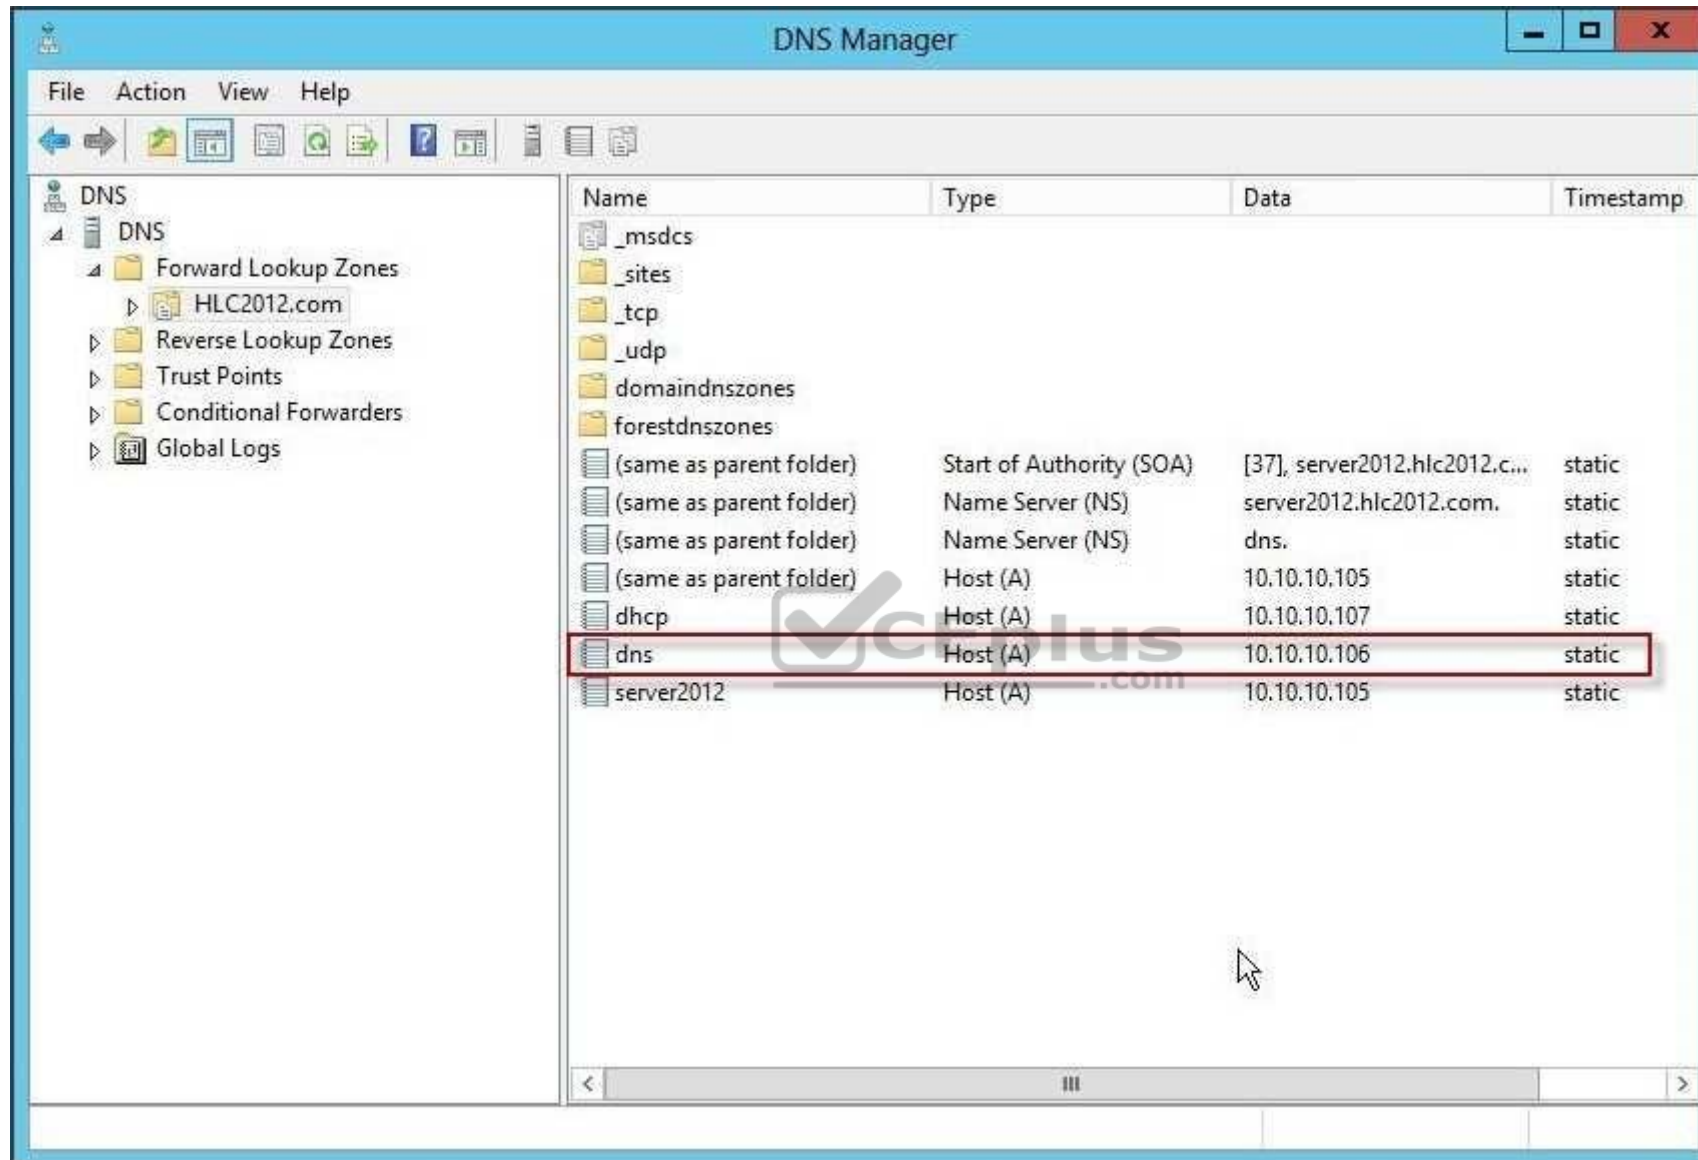 DNS Manager
File Action View Help
DNS
DNS
Forward Lookup Zones
HLC2012.com
Reverse Lookup Zones
Trust Points
Conditional Forwarders
Global Logs
Name Type Data Timestamp
_msdcs
_sites
_tcp
_udp
domaindnszones
forestdnszones
(same as parent folder) Start of Authority (SOA) [37], server2012.hlc2012.c... static
(same as parent folder) Name Server (NS) server2012.hlc2012.com. static
(same as parent folder) Name Server (NS) dns. static
(same as parent folder) Host (A) 10.10.10.105 static
dhcp Host (A) 10.10.10.107 static
dns Host (A) 10.10.10.106 static
server2012 Host (A) 10.10.10.105 static
CEplus
.com